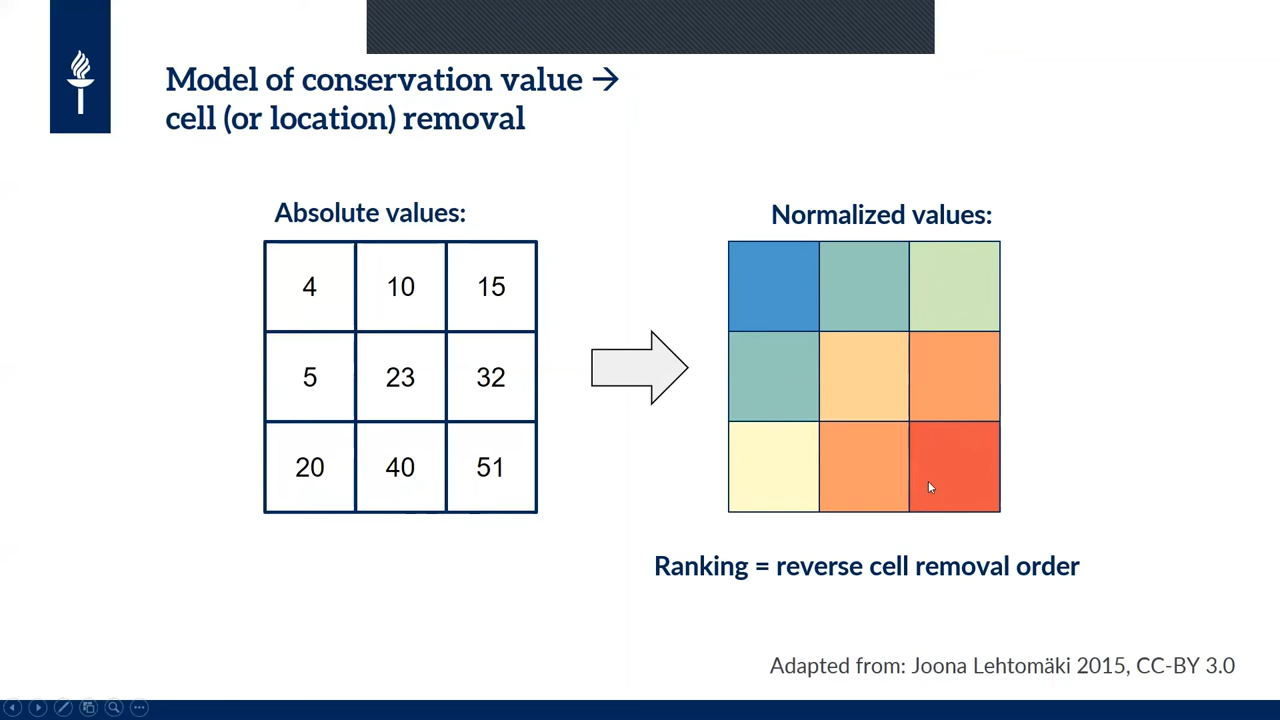 Model of conservation value →
cell (or location) removal
Absolute values:
Normalized values:
4 10 15
5 23 32
20 40 51
Ranking = reverse cell removal order
Adapted from: Joona Lehtomäki 2015, CC-BY 3.0